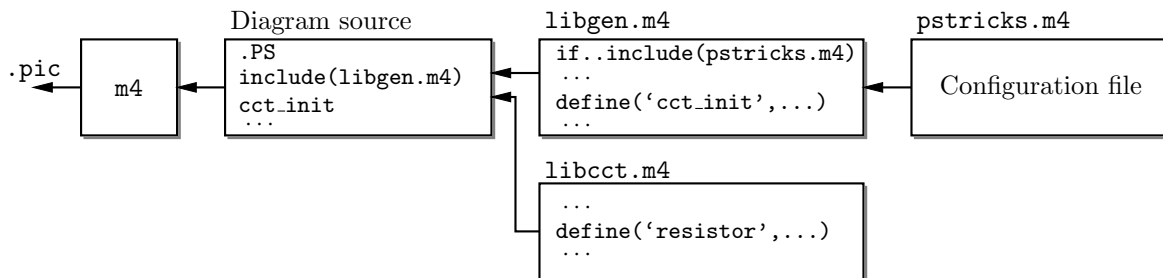 .pic
m4
Diagram source
.PS
include(libgen.m4)
cct_init
...
libgen.m4
if..include(pstricks.m4)
...
define(‘cct_init’,...)
...
pstricks.m4
Configuration file
libcct.m4
...
define(‘resistor’,...)
...